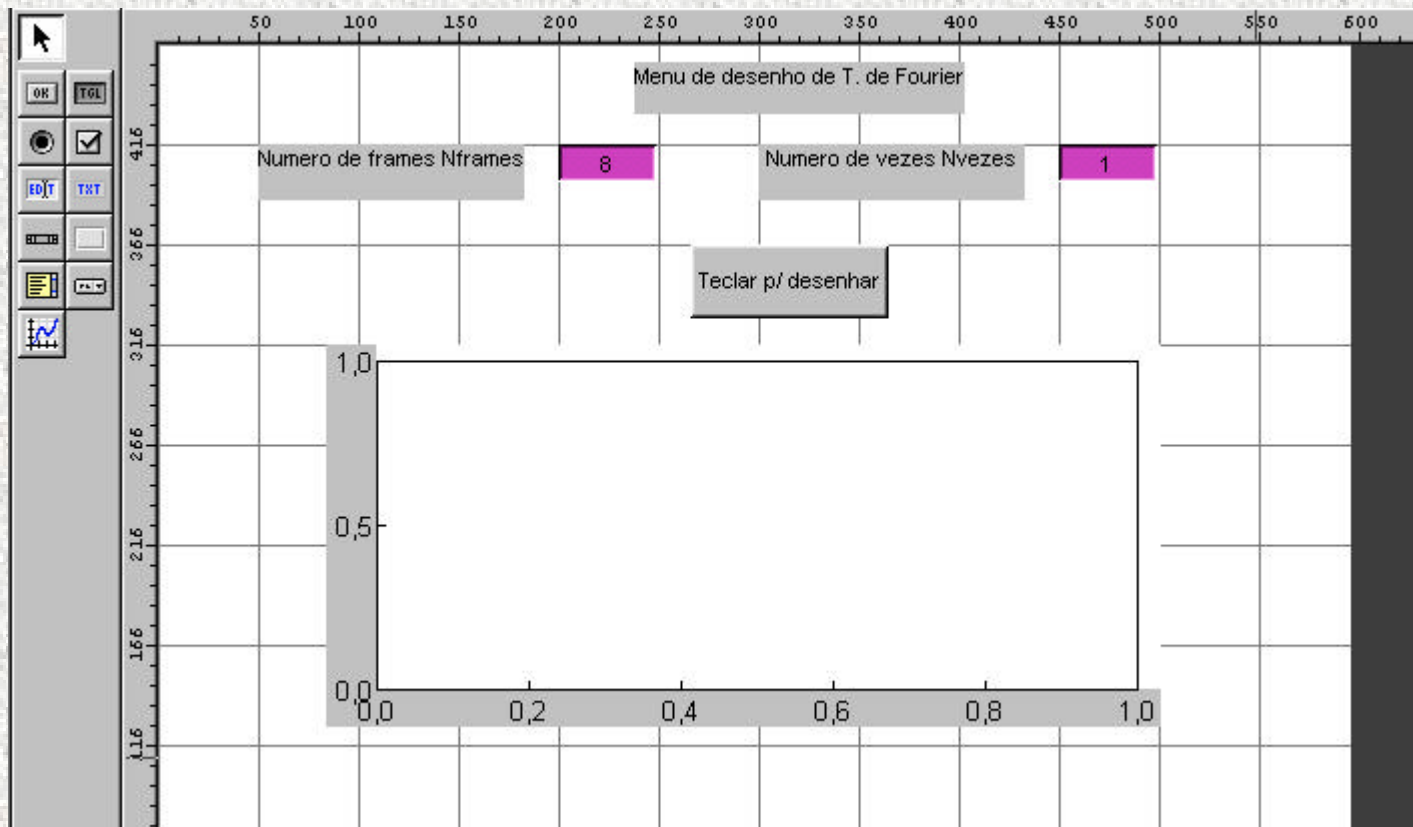 50 100 150 200 250 300 350 400 450 500 550 600
OK TGL
EDIT TXT
Menu de desenho de T. de Fourier
416
Numero de frames Nframes 8 Numero de vezes Nvezes 1
366
Teclar p/ desenhar
316
1,0
266
0,5
216
166
0,0
0,0 0,2 0,4 0,6 0,8 1,0
116